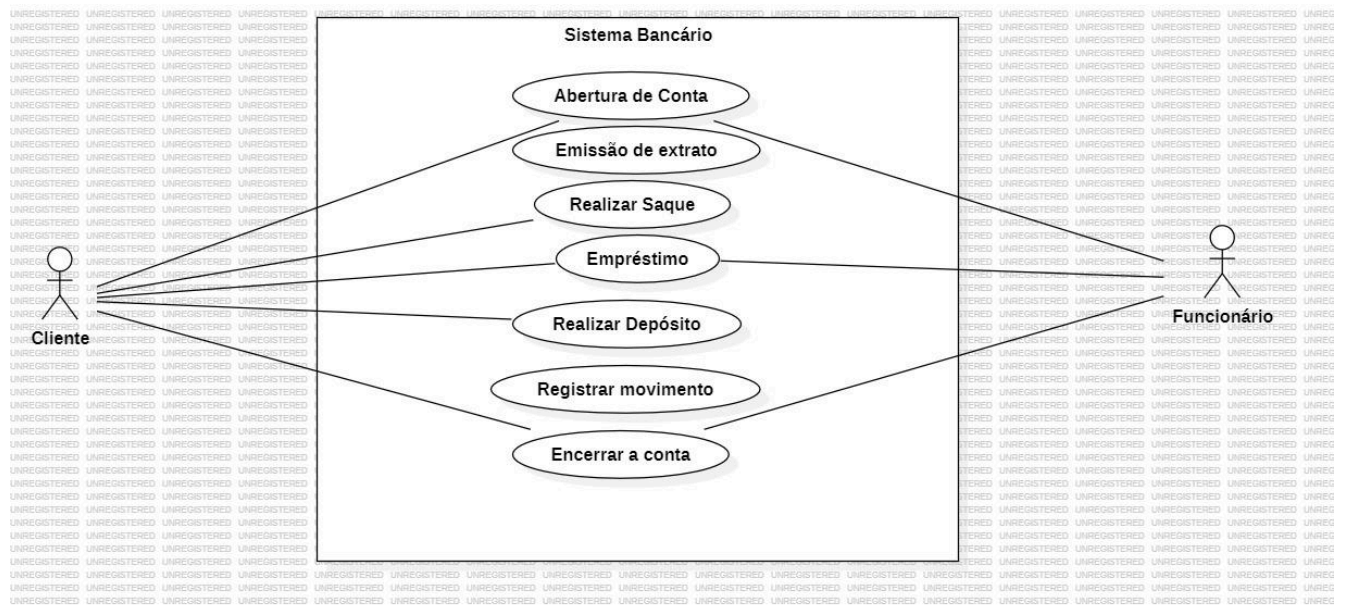 Sistema Bancário
Abertura de Conta
Emissão de extrato
Realizar Saque
Empréstimo
Realizar Depósito
Registrar movimento
Encerrar a conta
Cliente
Funcionário
UNREGISTERED